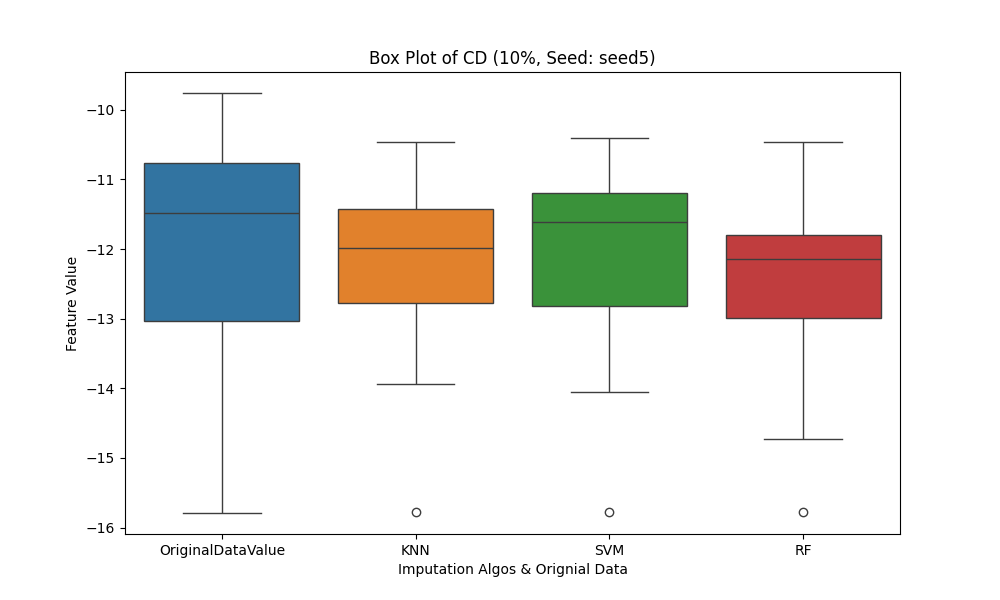 Box Plot of CD (10%, Seed: seed5)
−10
−11
−12
−13
−14
−15
−16
Feature Value
OriginalDataValue KNN SVM RF
Imputation Algos & Orignial Data